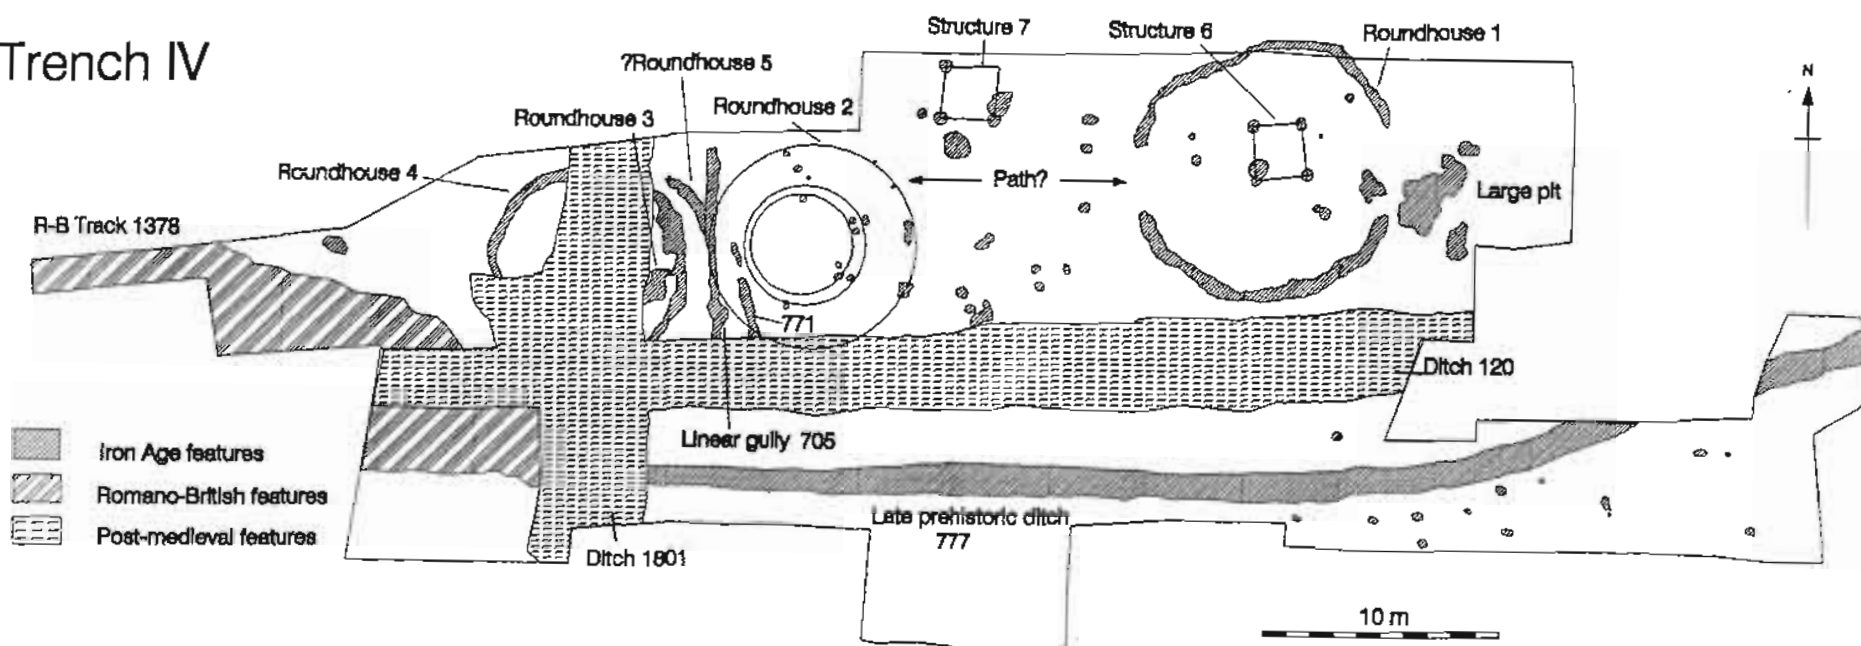 Trench IV
Structure 7
Structure 6
Roundhouse 1
?Roundhouse 5
Roundhouse 2
Roundhouse 3
Roundhouse 4
N
Path?
Large pit
R-B Track 1378
771
Ditch 120
Linear gully 705
Iron Age features
Romano-British features
Post-medieval features
Late prehistoric ditch
777
Ditch 1801
10 m